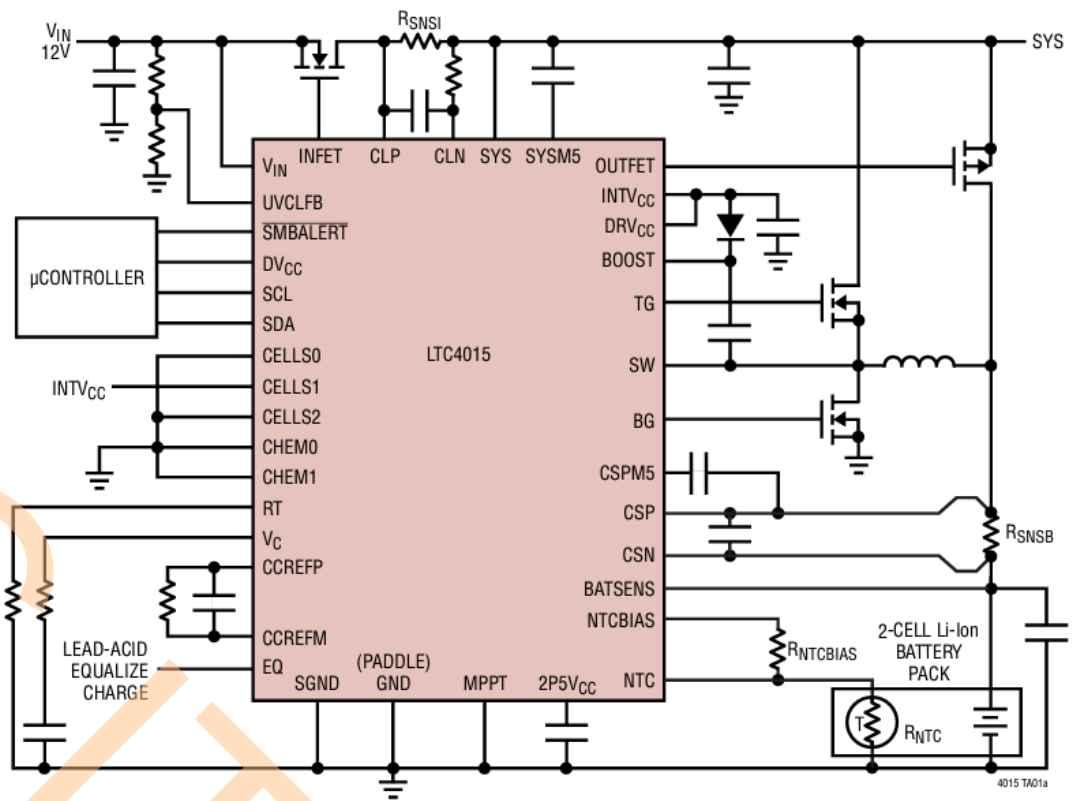 VIN
12V
RSNSI
SYS
INFET
CLP
CLN
SYS
SYSM5
VIN
UVCLFB
SMBALERT
DVCC
SCL
SDA
µCONTROLLER
CELLS0
CELLS1
CELLS2
CHEM0
CHEM1
INTVCC
RT
VC
CCREFP
CCREFM
EQ
LEAD-ACID
EQUALIZE
CHARGE
LTC4015
OUTFET
INTVCC
DRVCC
BOOST
TG
SW
BG
CSPM5
CSP
CSN
BATSENS
NTCBIAS
NTC
RSNSB
RNTCBIAS
2-CELL Li-Ion
BATTERY
PACK
T
RNTC
SGND
(PADDLE)
GND
MPPT
2P5VCC
4015 TA01a